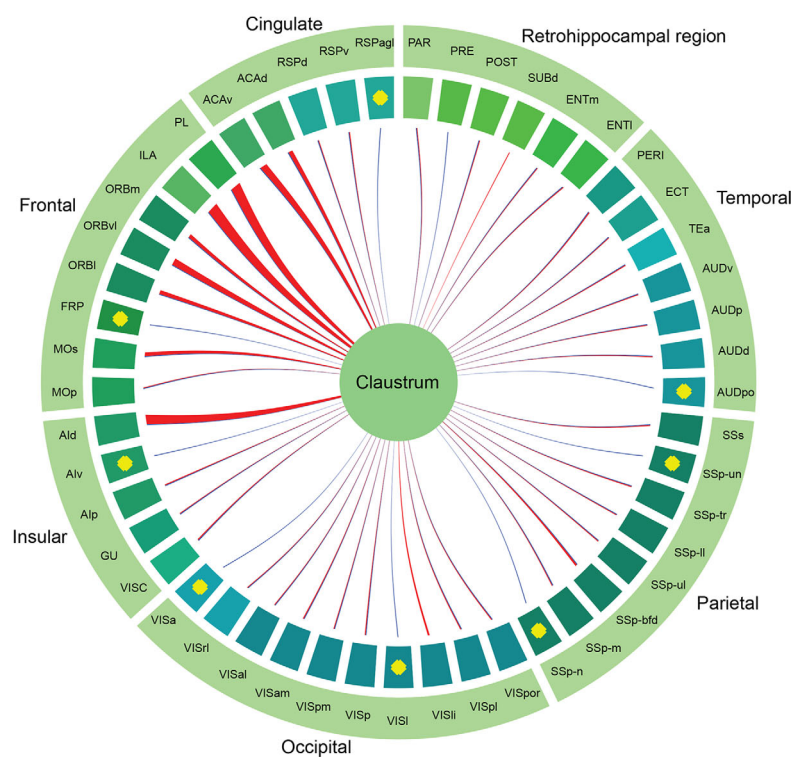 Cingulate
Retrohippocampal region
Temporal
Parietal
Occipital
Insular
Frontal
Claustrum
PAR
PRE
POST
SUBd
ENTm
ENTl
PERI
ECT
TEa
AUDv
AUDp
AUDd
AUDpo
SSs
SSp-un
SSp-tr
SSp-ll
SSp-ul
SSp-bfd
SSp-m
SSp-n
VISpor
VISpl
VISli
VISl
VISp
VISpm
VISam
VISal
VISrl
VISa
VISC
GU
AIp
AIv
AId
MOp
MOs
FRP
ORBl
ORBvl
ORBm
ILA
PL
ACAv
ACAd
RSPd
RSPv
RSPagl